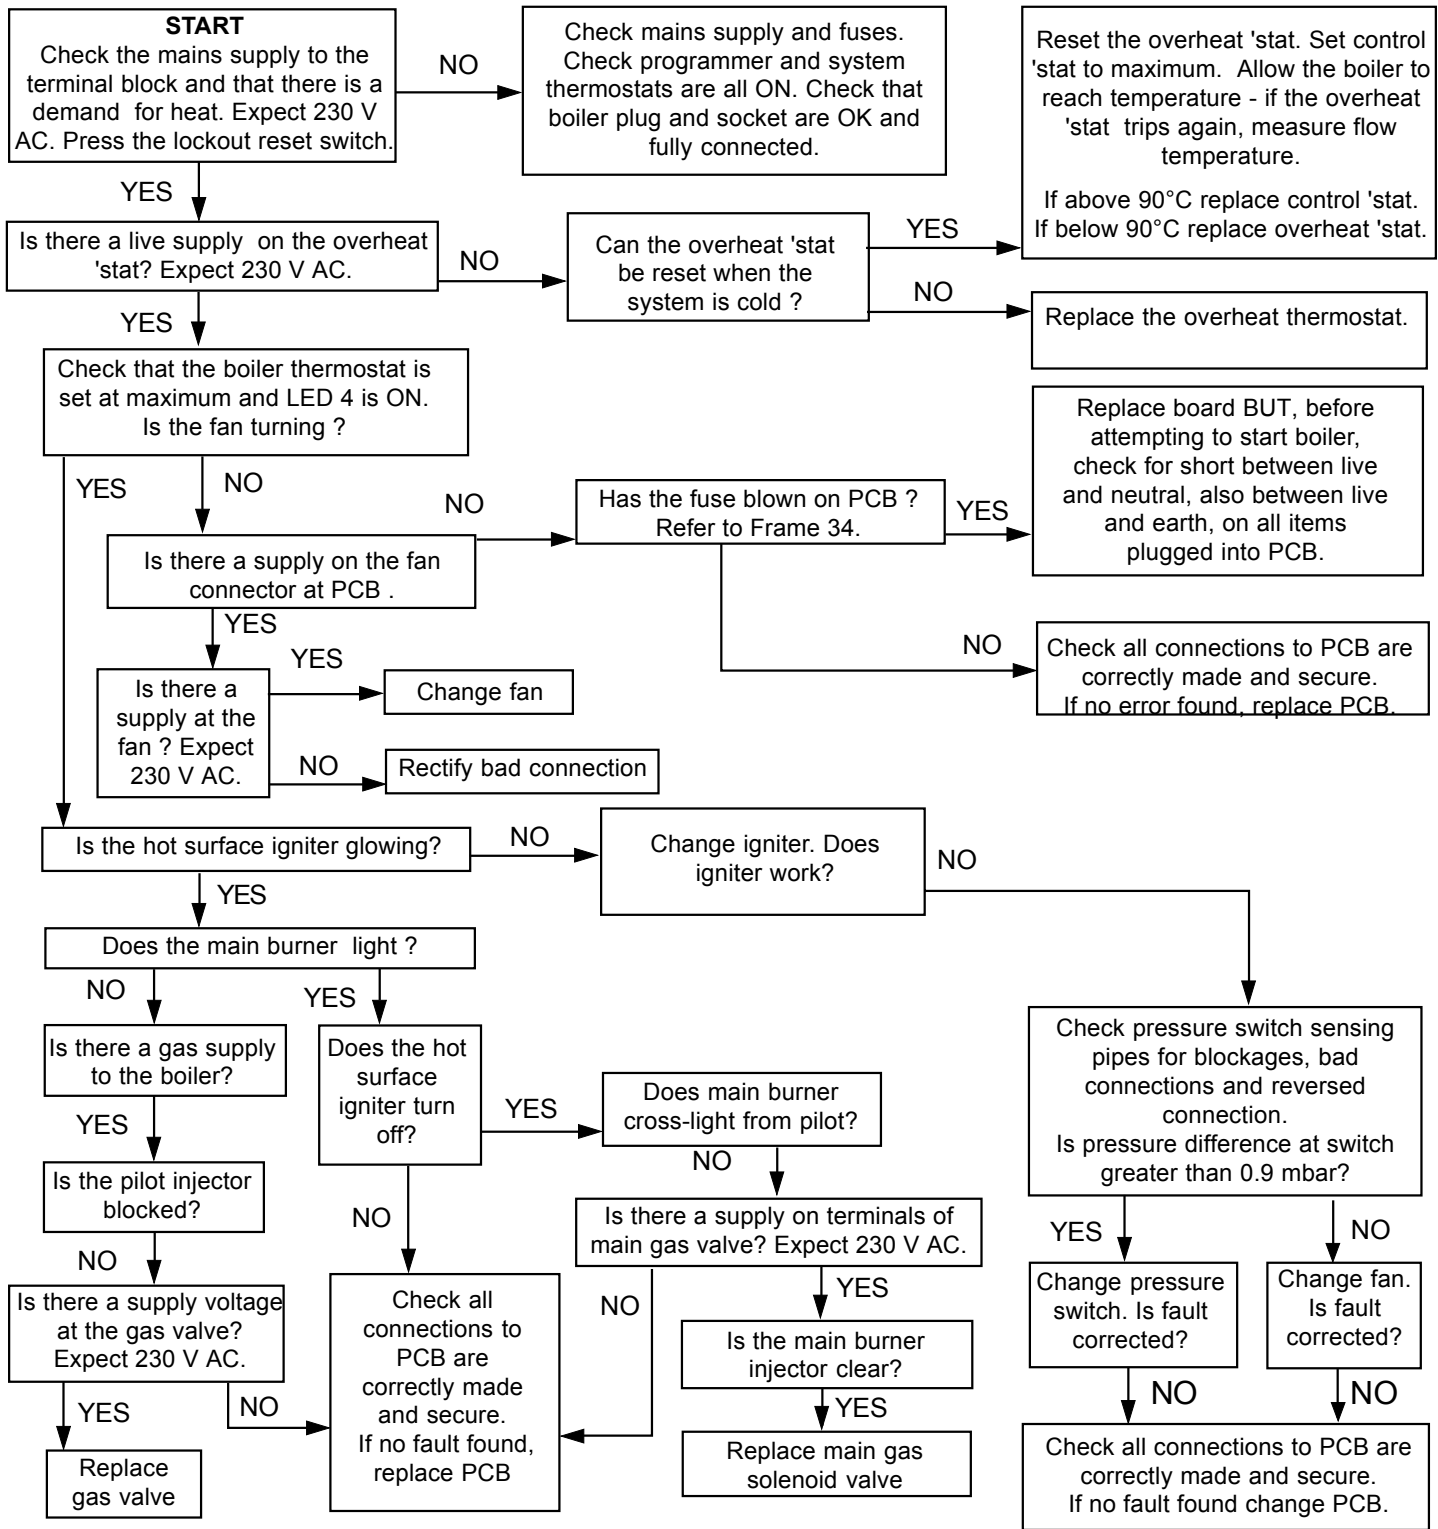 START
Check the mains supply to the
terminal block and that there is a
demand for heat. Expect 230 V
AC. Press the lockout reset switch.
NO
Check mains supply and fuses.
Check programmer and system
thermostats are all ON. Check that
boiler plug and socket are OK and
fully connected.
Reset the overheat 'stat. Set control
'stat to maximum. Allow the boiler to
reach temperature - if the overheat
'stat trips again, measure flow
temperature.
If above 90°C replace control 'stat.
If below 90°C replace overheat 'stat.
YES
Is there a live supply on the overheat
'stat? Expect 230 V AC.
NO
Can the overheat 'stat
be reset when the
system is cold ?
YES
NO
Replace the overheat thermostat.
YES
Check that the boiler thermostat is
set at maximum and LED 4 is ON.
Is the fan turning ?
YES
NO
Is there a supply on the fan
connector at PCB .
NO
Has the fuse blown on PCB ?
Refer to Frame 34.
YES
Replace board BUT, before
attempting to start boiler,
check for short between live
and neutral, also between live
and earth, on all items
plugged into PCB.
NO
Check all connections to PCB are
correctly made and secure.
If no error found, replace PCB.
YES
Is there a
supply at the
fan ? Expect
230 V AC.
YES
Change fan
NO
Rectify bad connection
Is the hot surface igniter glowing?
NO
Change igniter. Does
igniter work?
NO
YES
Does the main burner light ?
NO
YES
Is there a gas supply
to the boiler?
YES
Is the pilot injector
blocked?
NO
Is there a supply voltage
at the gas valve?
Expect 230 V AC.
YES
NO
Replace
gas valve
Does the hot
surface
igniter turn
off?
YES
NO
Check all
connections to
PCB are
correctly made
and secure.
If no fault found,
replace PCB
Does main burner
cross-light from pilot?
NO
Is there a supply on terminals of
main gas valve? Expect 230 V AC.
NO
YES
Is the main burner
injector clear?
YES
Replace main gas
solenoid valve
Check pressure switch sensing
pipes for blockages, bad
connections and reversed
connection.
Is pressure difference at switch
greater than 0.9 mbar?
YES
NO
Change pressure
switch. Is fault
corrected?
Change fan.
Is fault
corrected?
NO
NO
Check all connections to PCB are
correctly made and secure.
If no fault found change PCB.